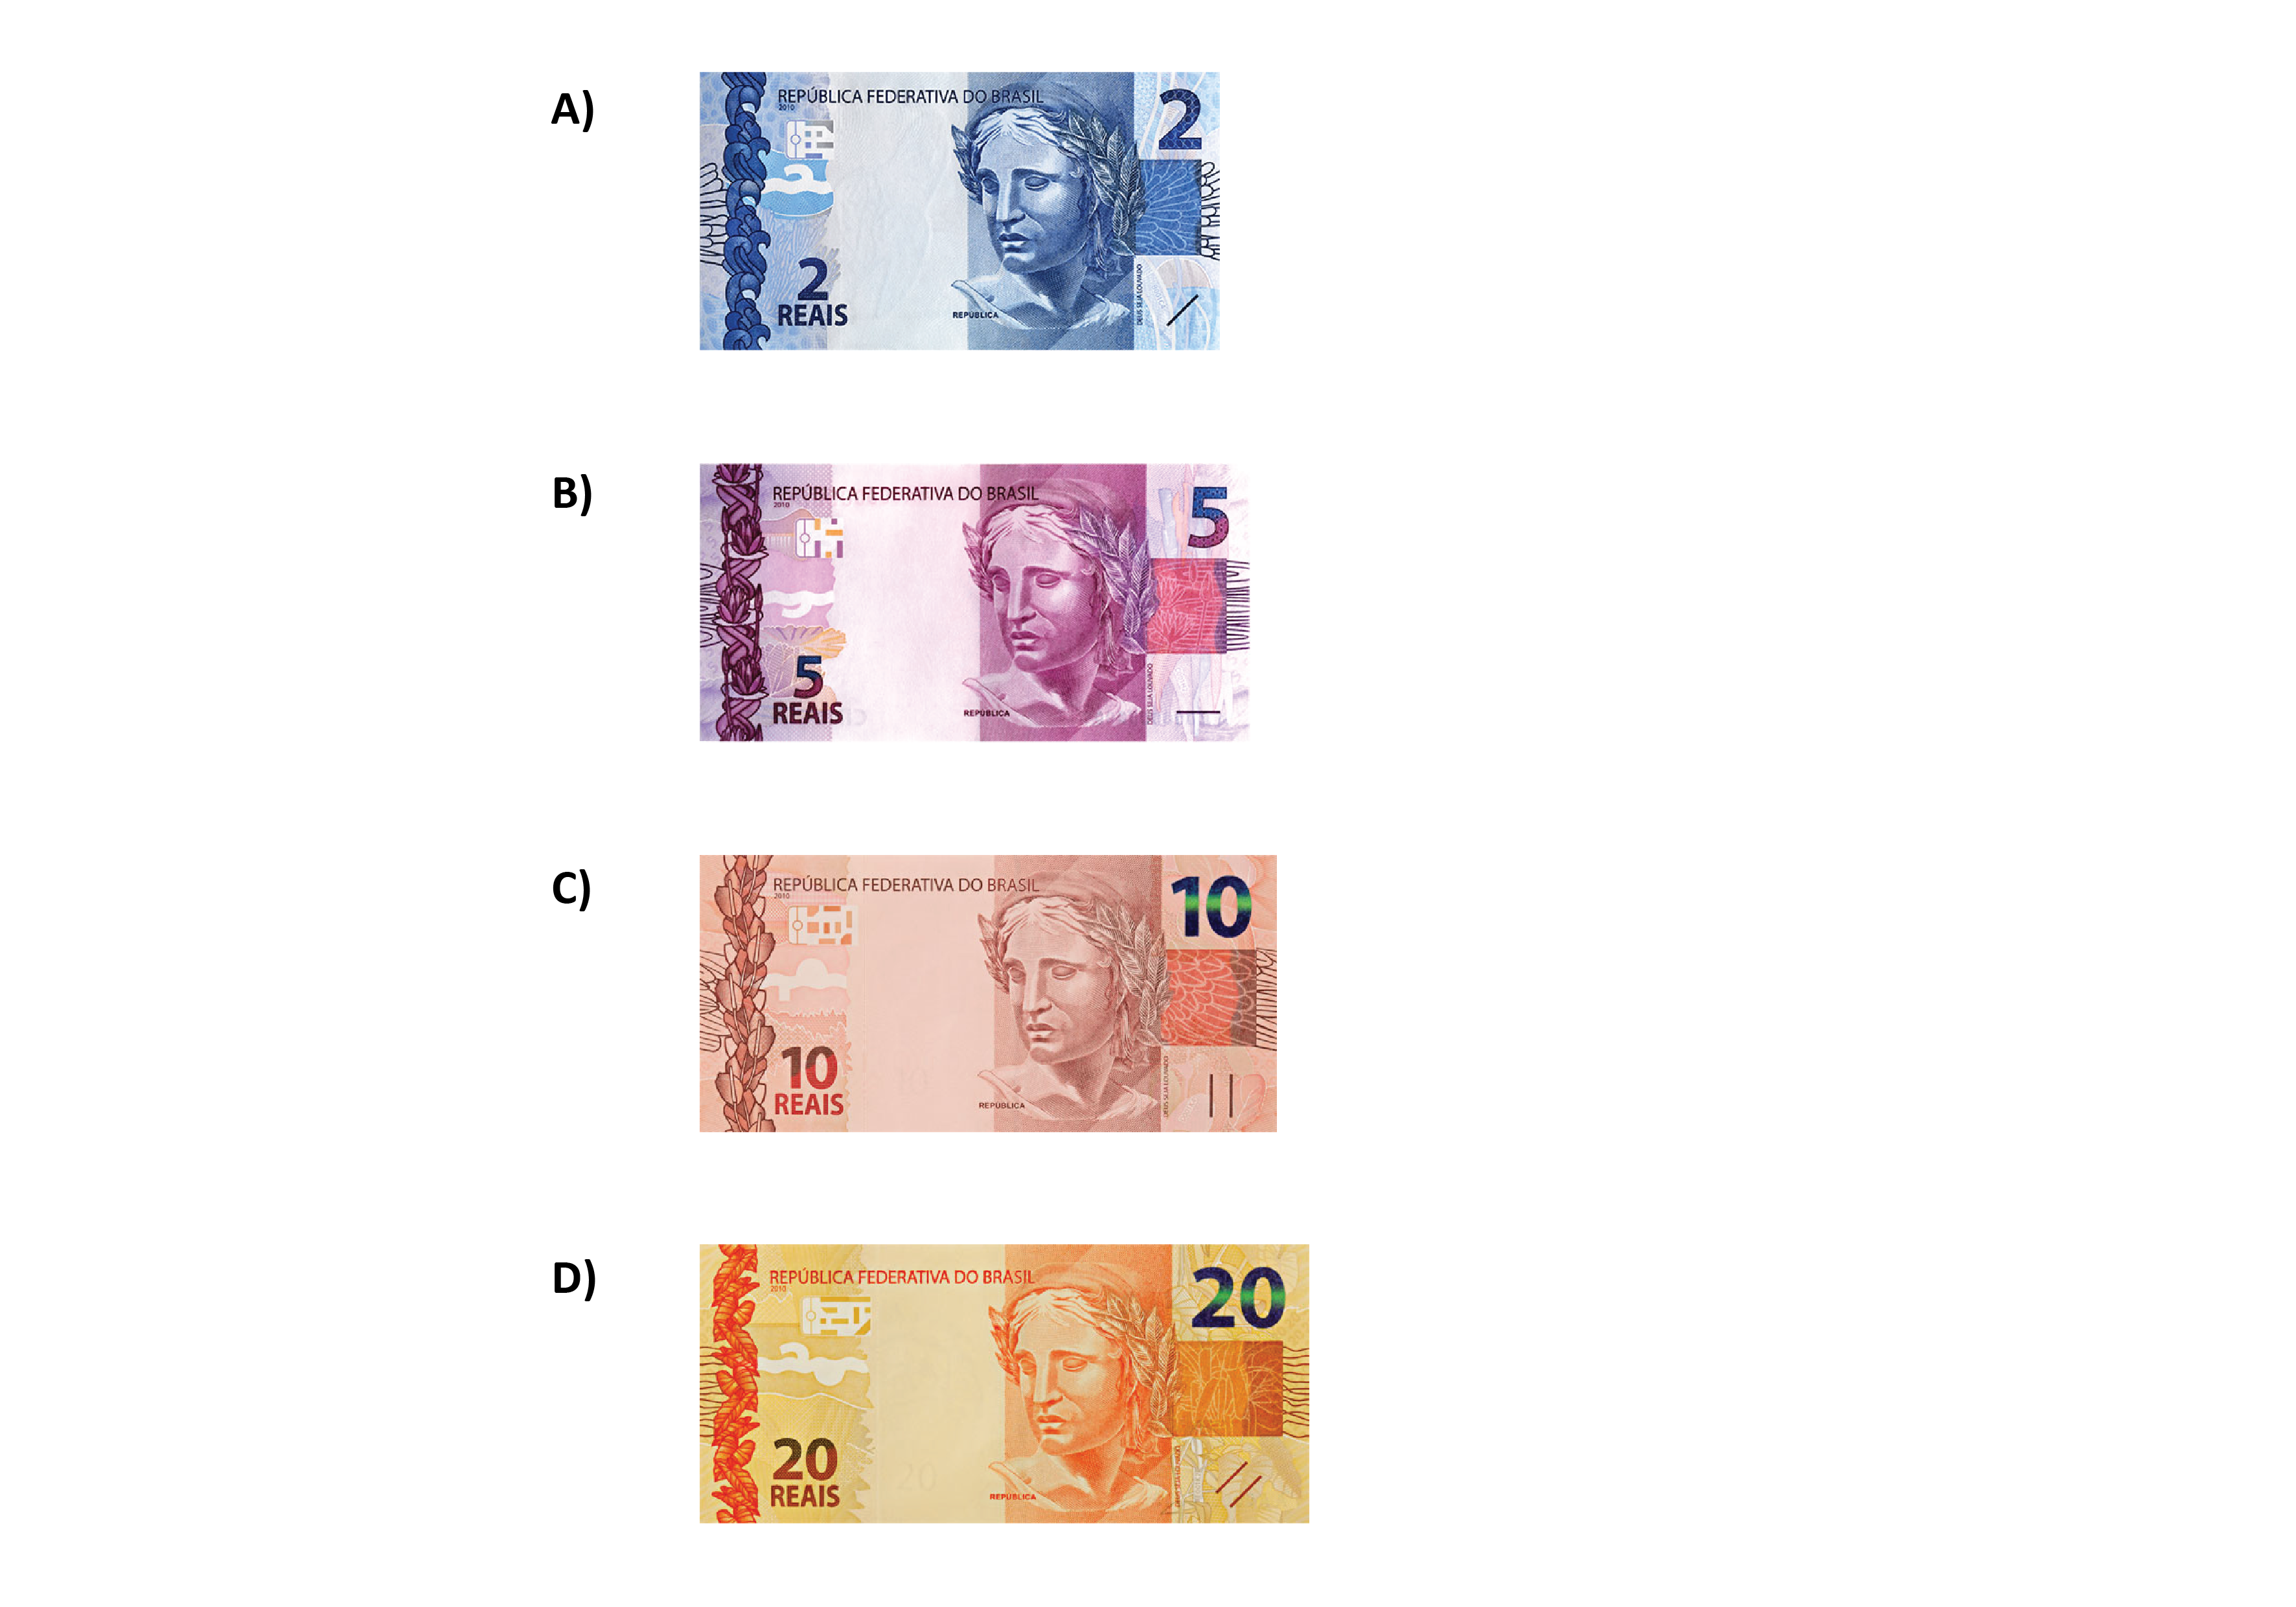 A)
REPÚBLICA FEDERATIVA DO BRASIL
2010
2
2
REAIS
REPÚBLICA
DEUS SEJA LOUVADO
B)
REPÚBLICA FEDERATIVA DO BRASIL
2010
5
5
REAIS
REPÚBLICA
DEUS SEJA LOUVADO
C)
REPÚBLICA FEDERATIVA DO BRASIL
2010
10
10
REAIS
REPÚBLICA
DEUS SEJA LOUVADO
D)
REPÚBLICA FEDERATIVA DO BRASIL
2010
20
20
20
REAIS
REPÚBLICA
DEUS SEJA LOUVADO